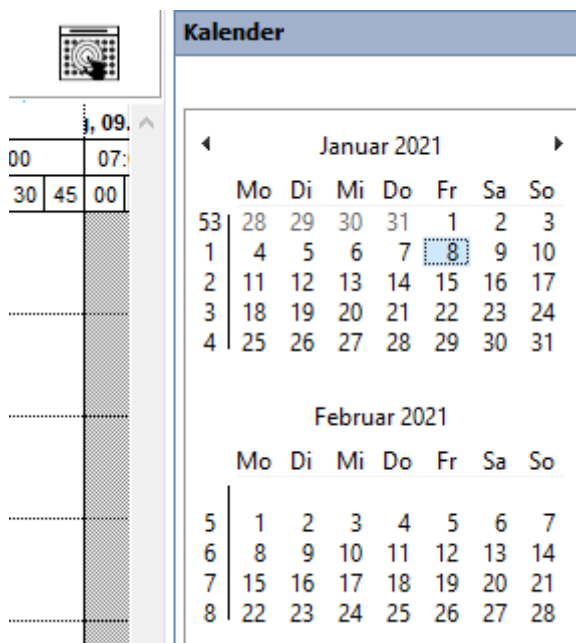 Kalender
, 09.
00 07:
30 45 00
Januar 2021
Mo Di Mi Do Fr Sa So
53 28 29 30 31 1 2 3
1 4 5 6 7 8 9 10
2 11 12 13 14 15 16 17
3 18 19 20 21 22 23 24
4 25 26 27 28 29 30 31
Februar 2021
Mo Di Mi Do Fr Sa So
5 1 2 3 4 5 6 7
6 8 9 10 11 12 13 14
7 15 16 17 18 19 20 21
8 22 23 24 25 26 27 28